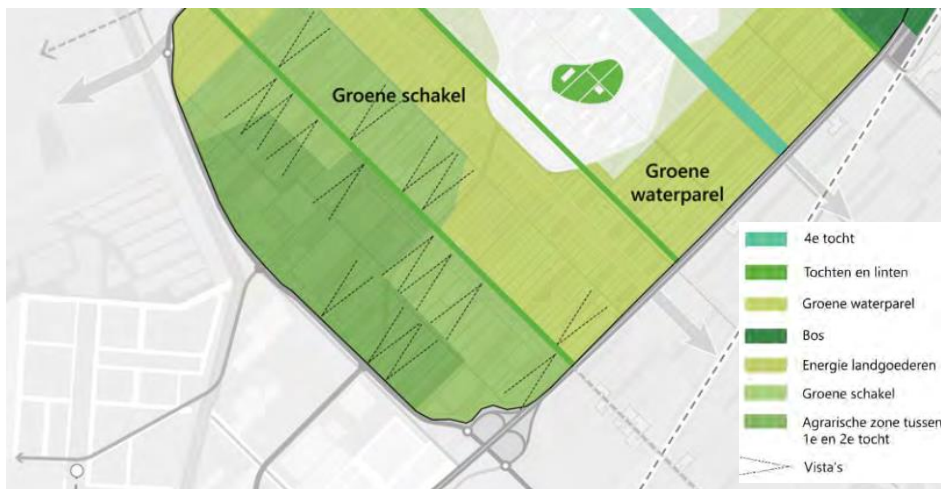 Groene schakel
Groene
waterparel
4e tocht
Tochten en linten
Groene waterparel
Bos
Energie landgoederen
Groene schakel
Agrarische zone tussen
1e en 2e tocht
Vista's